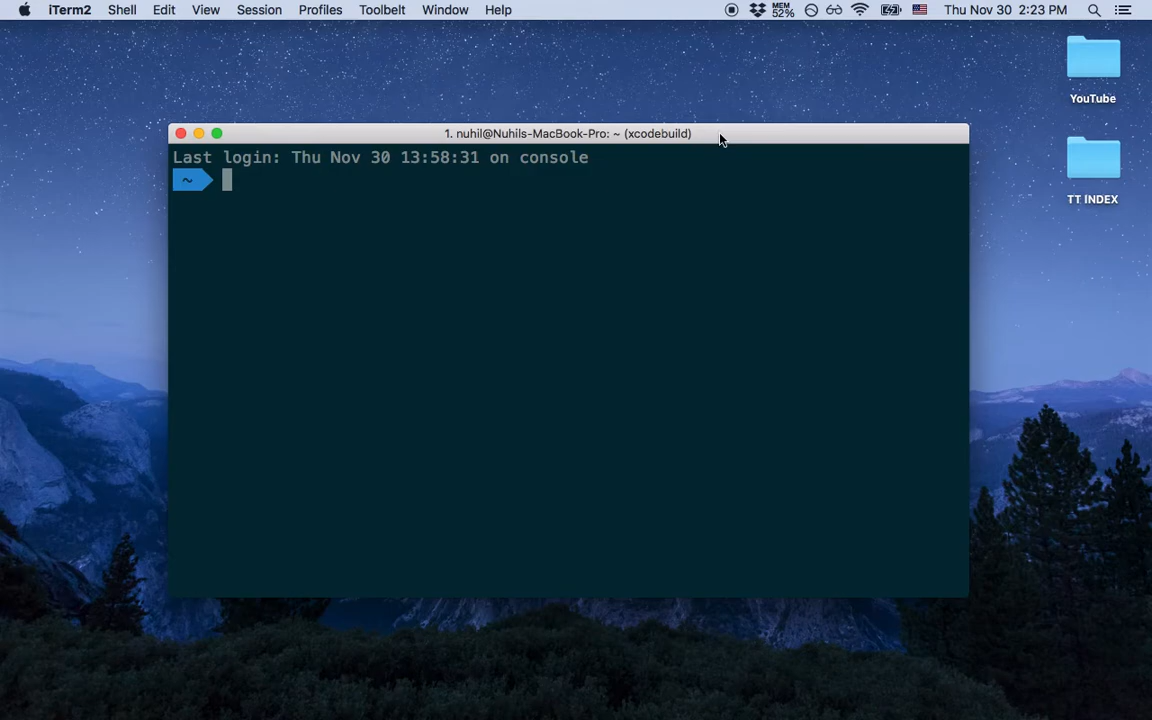 iTerm2 Shell Edit View Session Profiles Toolbelt Window Help MEM 52% Thu Nov 30 2:23 PM
YouTube
1. nuhil@Nuhils-MacBook-Pro: ~ (xcodebuild)
Last login: Thu Nov 30 13:58:31 on console
~
TT INDEX